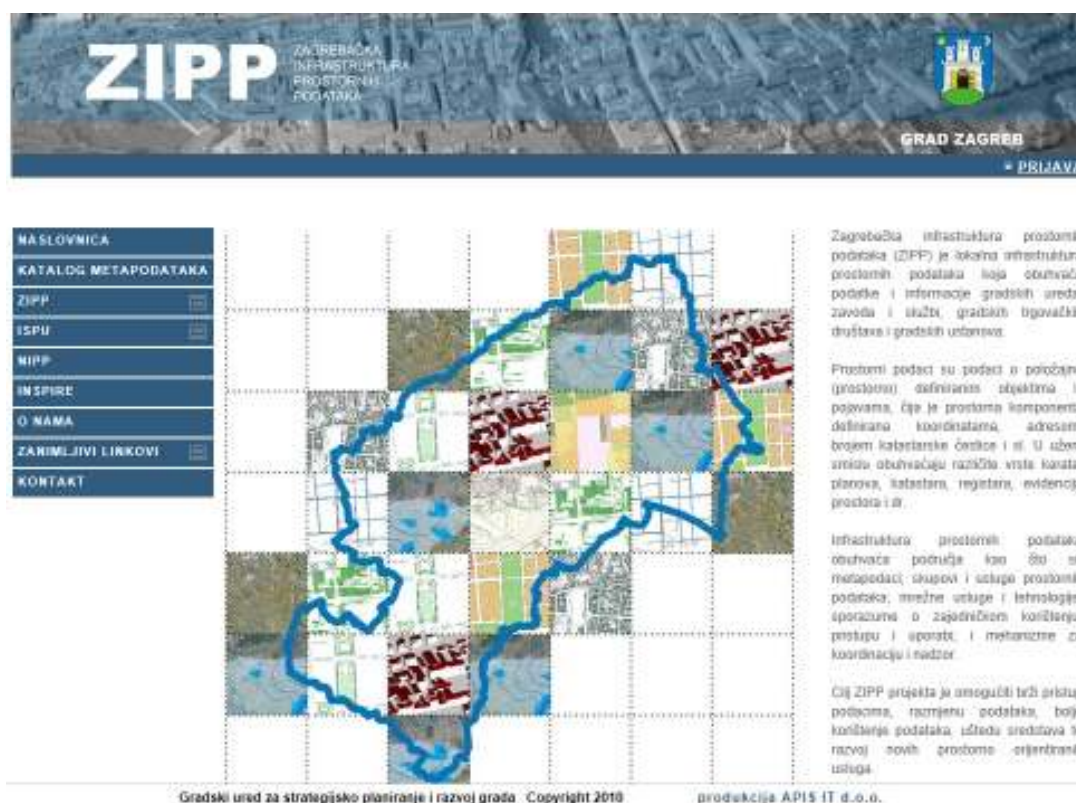 ZIPP
ZAGREBAČKA
INFRASTRUKTURA
PROSTORNIH
PODATAKA
GRAD ZAGREB
PRIJAVA
NASLOVNICA
KATALOG METAPODATAKA
ZIPP
ISPU
NIPP
INSPIRE
O NAMA
ZANIMLJIVI LINKOVI
KONTAKT
Zagrebačka infrastruktura prostorni
podataka (ZIPP) je lokalna infrastruktura
prostornih podataka koja obuhvaća
podatke i informacije gradskih ureda
zavoda i službi, gradskih trgovački
društava i gradskih ustanova.
Prostorni podaci su podaci o položajno
(prostorno) definiranim objektima i
pojavama, čija je prostorna komponenta
definirana koordinatama, adresom
brojem katastarske čestice i sl. U užem
smislu obuhvaćaju različite vrste karata
planova, katastara, registara, evidencija
prostora i dr.
Infrastruktura prostornih podataka
obuhvaća područja kao što su
metapodaci, skupovi i usluge prostorni
podataka; mrežne usluge i tehnologije
sporazume o zajedničkom korištenju
pristupu i uporabi, i mehanizme za
koordinaciju i nadzor.
Cilj ZIPP projekta je omogućiti brži pristup
podacima, razmjenu podataka, bolje
korištenje podataka, uštedu sredstava te
razvoj novih prostorno orijentirani
usluga.
Gradski ured za strategijsko planiranje i razvoj grada Copyright 2010
produkcija APIS IT d.o.o.